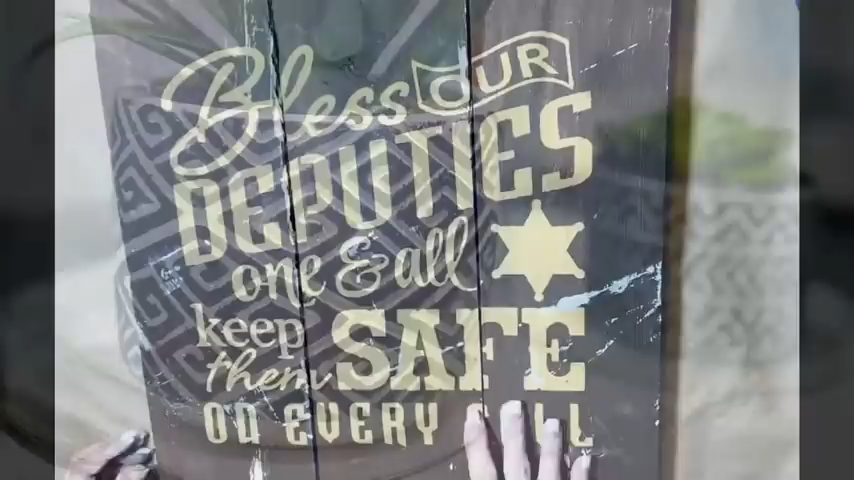 Bless OUR
DEPUTIES
one & all
keep
them SAFE
ON EVERY